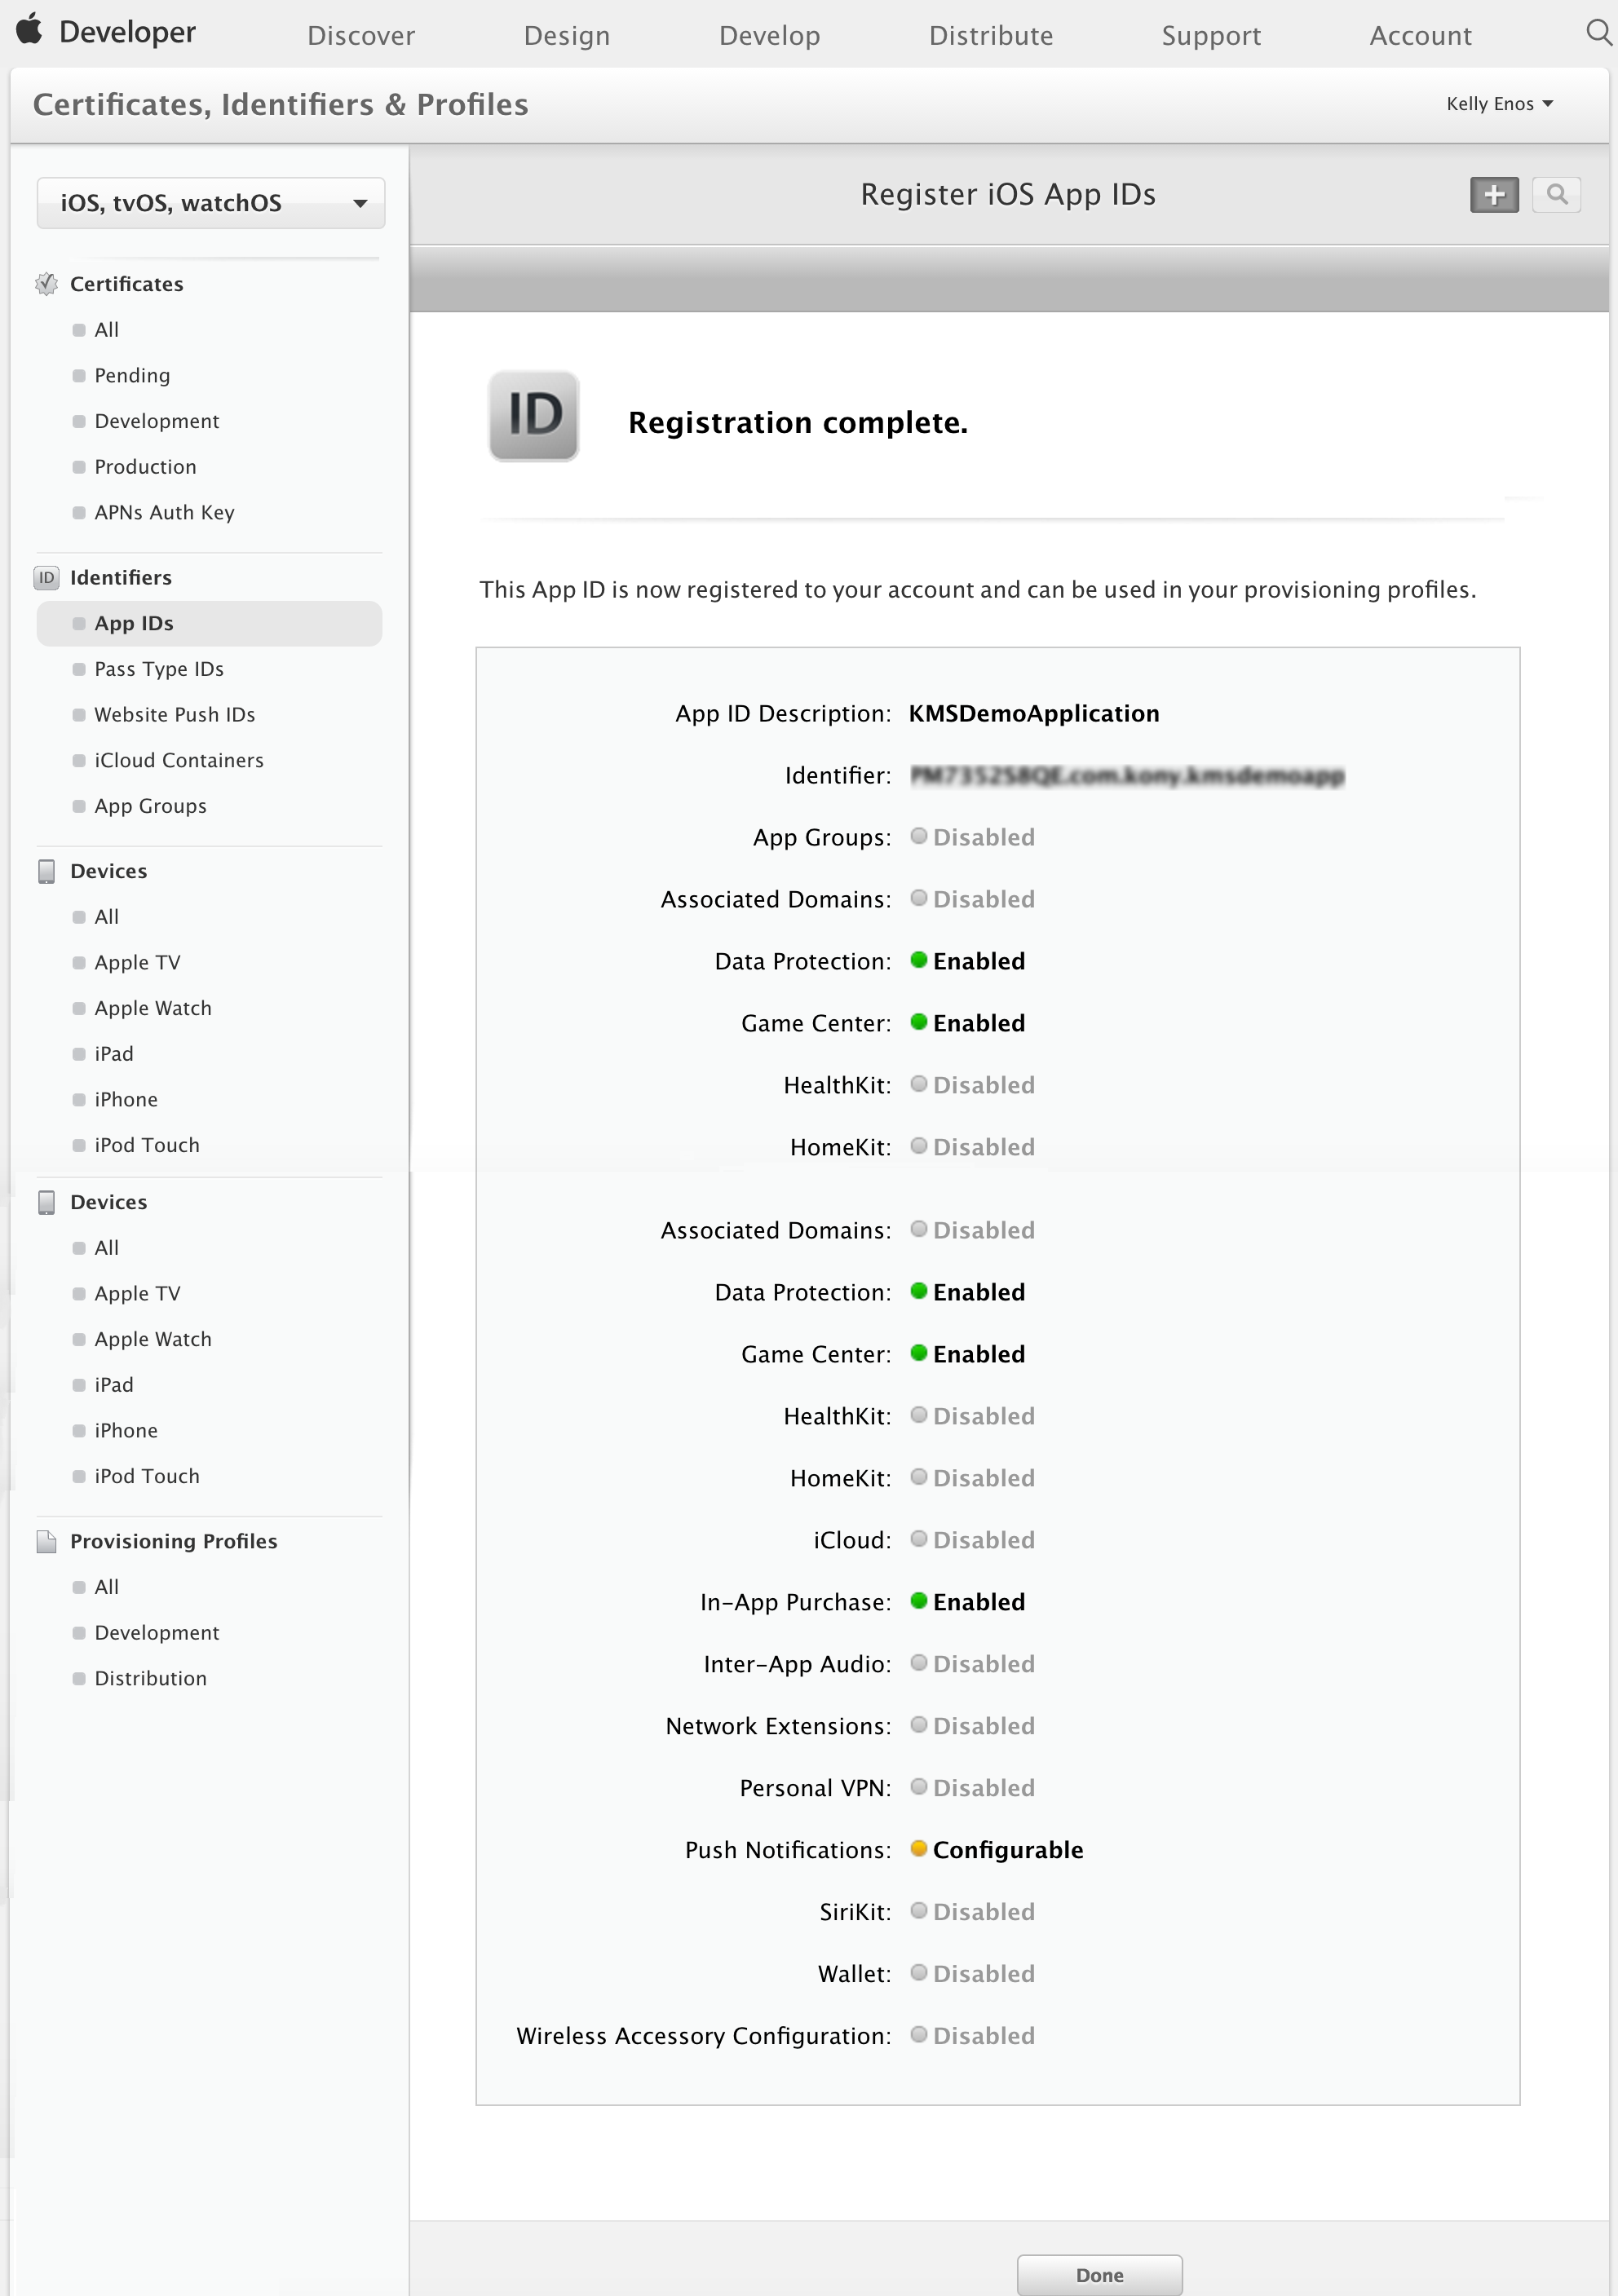 Developer
Discover
Design
Develop
Distribute
Support
Account
Certificates, Identifiers & Profiles
Kelly Enos
iOS, tvOS, watchOS
Certificates
All
Pending
Development
Production
APNs Auth Key
ID Identifiers
App IDs
Pass Type IDs
Website Push IDs
iCloud Containers
App Groups
Devices
All
Apple TV
Apple Watch
iPad
iPhone
iPod Touch
Devices
All
Apple TV
Apple Watch
iPad
iPhone
iPod Touch
Provisioning Profiles
All
Development
Distribution
Register iOS App IDs
ID
Registration complete.
This App ID is now registered to your account and can be used in your provisioning profiles.
App ID Description: KMSDemoApplication
Identifier:
App Groups: Disabled
Associated Domains: Disabled
Data Protection: Enabled
Game Center: Enabled
HealthKit: Disabled
HomeKit: Disabled
Associated Domains: Disabled
Data Protection: Enabled
Game Center: Enabled
HealthKit: Disabled
HomeKit: Disabled
iCloud: Disabled
In-App Purchase: Enabled
Inter-App Audio: Disabled
Network Extensions: Disabled
Personal VPN: Disabled
Push Notifications: Configurable
SiriKit: Disabled
Wallet: Disabled
Wireless Accessory Configuration: Disabled
Done